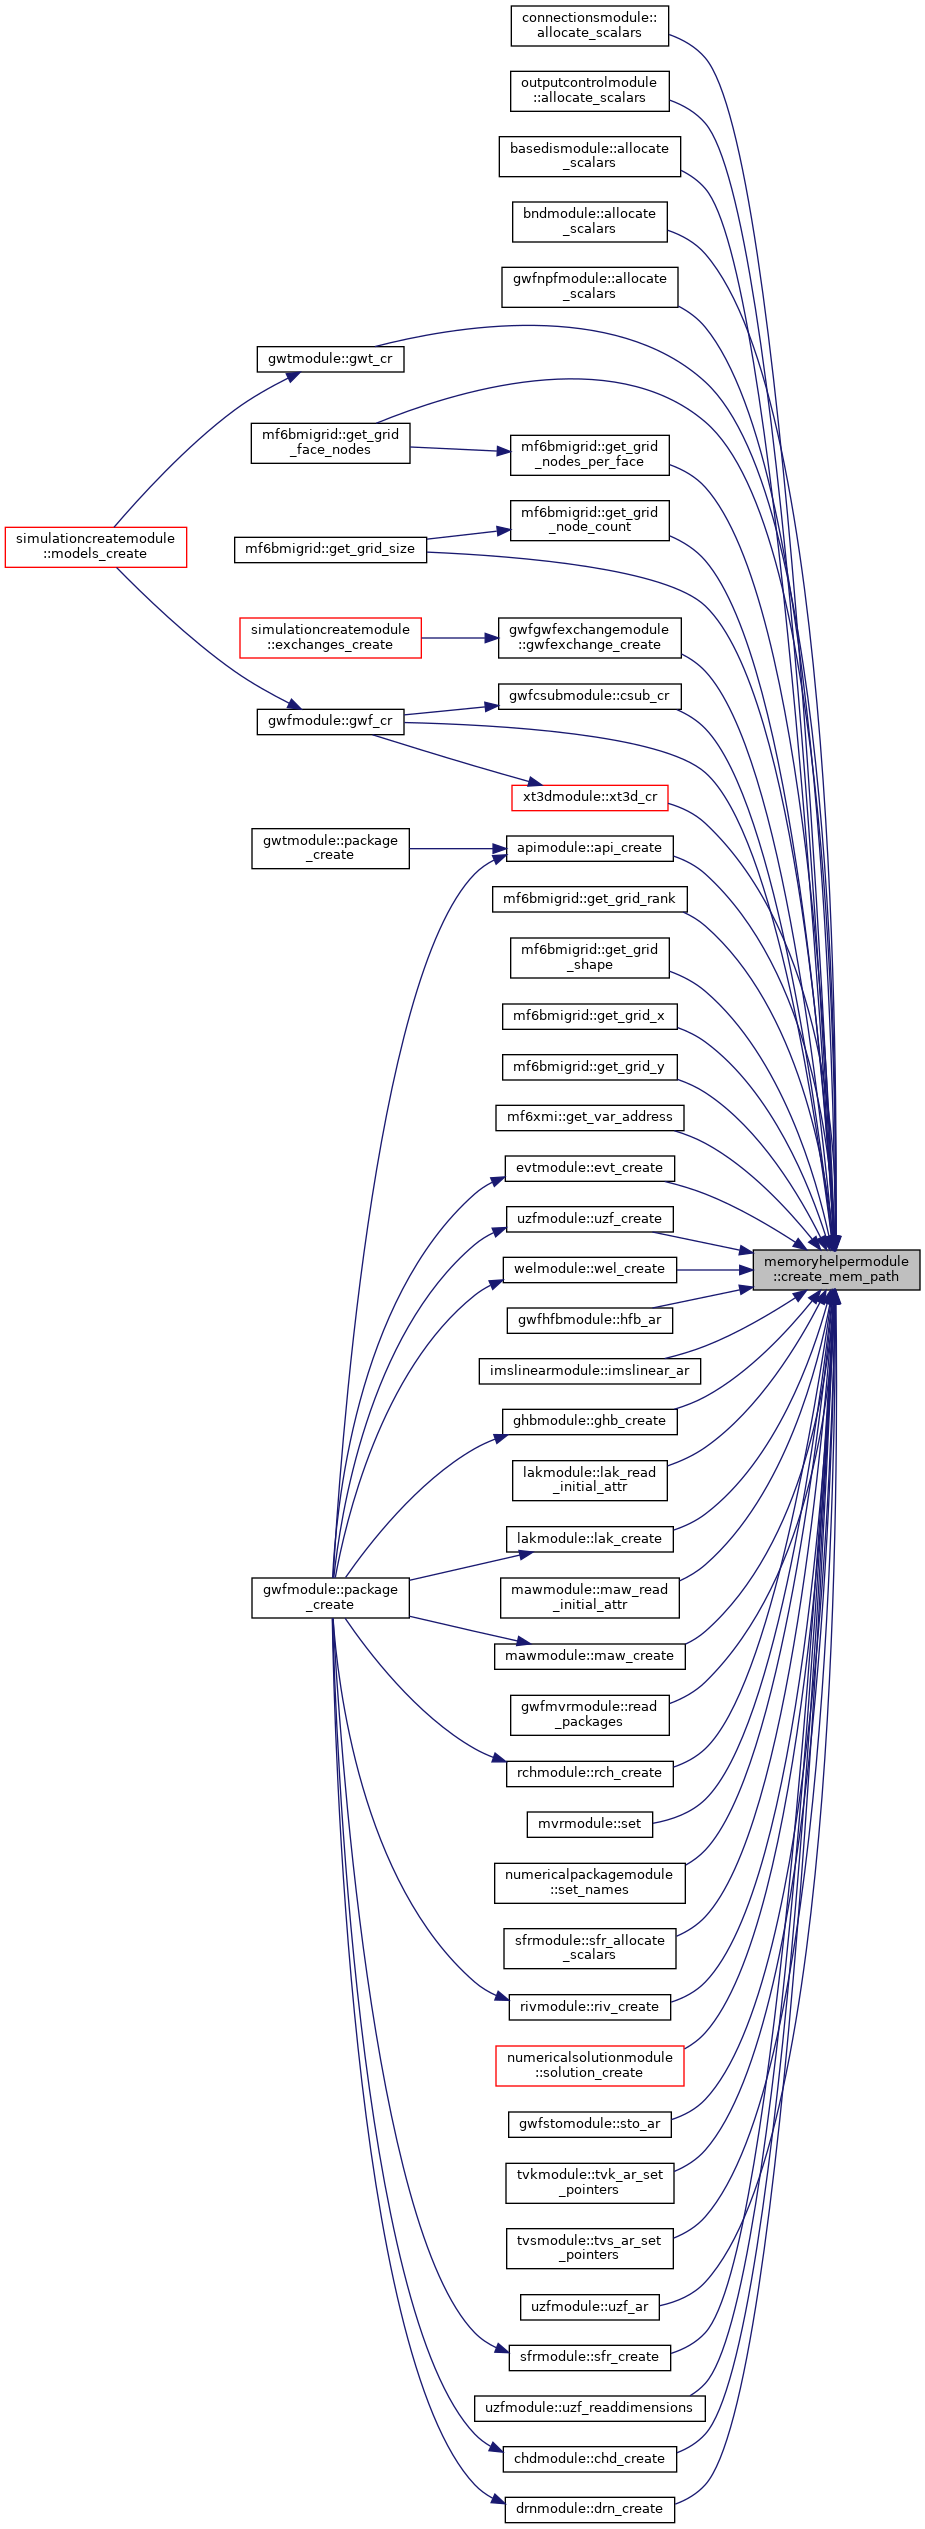 connectionsmodule::
allocate_scalars
outputcontrolmodule
::allocate_scalars
basedismodule::allocate
_scalars
bndmodule::allocate
_scalars
gwfnpfmodule::allocate
_scalars
gwtmodule::gwt_cr
mf6bmigrid::get_grid
_face_nodes
mf6bmigrid::get_grid
_nodes_per_face
mf6bmigrid::get_grid
_node_count
simulationcreatemodule
::models_create
mf6bmigrid::get_grid_size
simulationcreatemodule
::exchanges_create
gwfgwfexchangemodule
::gwfexchange_create
gwfcsubmodule::csub_cr
gwfmodule::gwf_cr
xt3dmodule::xt3d_cr
gwtmodule::package
_create
apimodule::api_create
mf6bmigrid::get_grid_rank
mf6bmigrid::get_grid
_shape
mf6bmigrid::get_grid_x
mf6bmigrid::get_grid_y
mf6xmi::get_var_address
evtmodule::evt_create
uzfmodule::uzf_create
welmodule::wel_create
memoryhelpermodule
::create_mem_path
gwfhfbmodule::hfb_ar
imslinearmodule::imslinear_ar
ghbmodule::ghb_create
lakmodule::lak_read
_initial_attr
lakmodule::lak_create
gwfmodule::package
_create
mawmodule::maw_read
_initial_attr
mawmodule::maw_create
gwfmvrmodule::read
_packages
rchmodule::rch_create
mvrmodule::set
numericalpackagemodule
::set_names
sfrmodule::sfr_allocate
_scalars
rivmodule::riv_create
numericalsolutionmodule
::solution_create
gwfstomodule::sto_ar
tvkmodule::tvk_ar_set
_pointers
tvsmodule::tvs_ar_set
_pointers
uzfmodule::uzf_ar
sfrmodule::sfr_create
uzfmodule::uzf_readdimensions
chdmodule::chd_create
drnmodule::drn_create